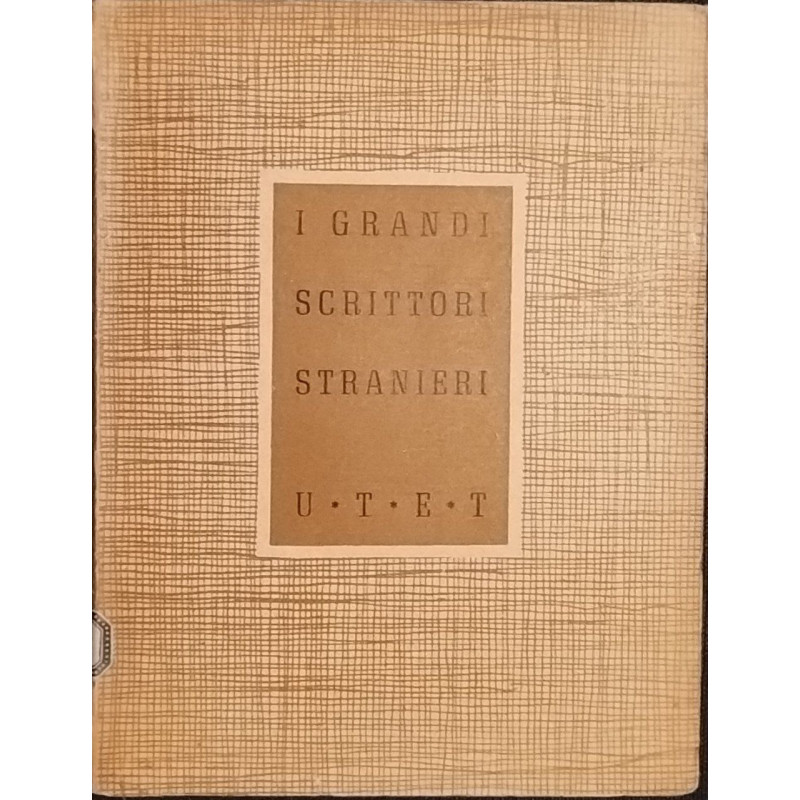 I GRANDI
SCRITTORI
STRANIERI
U * T * E * T